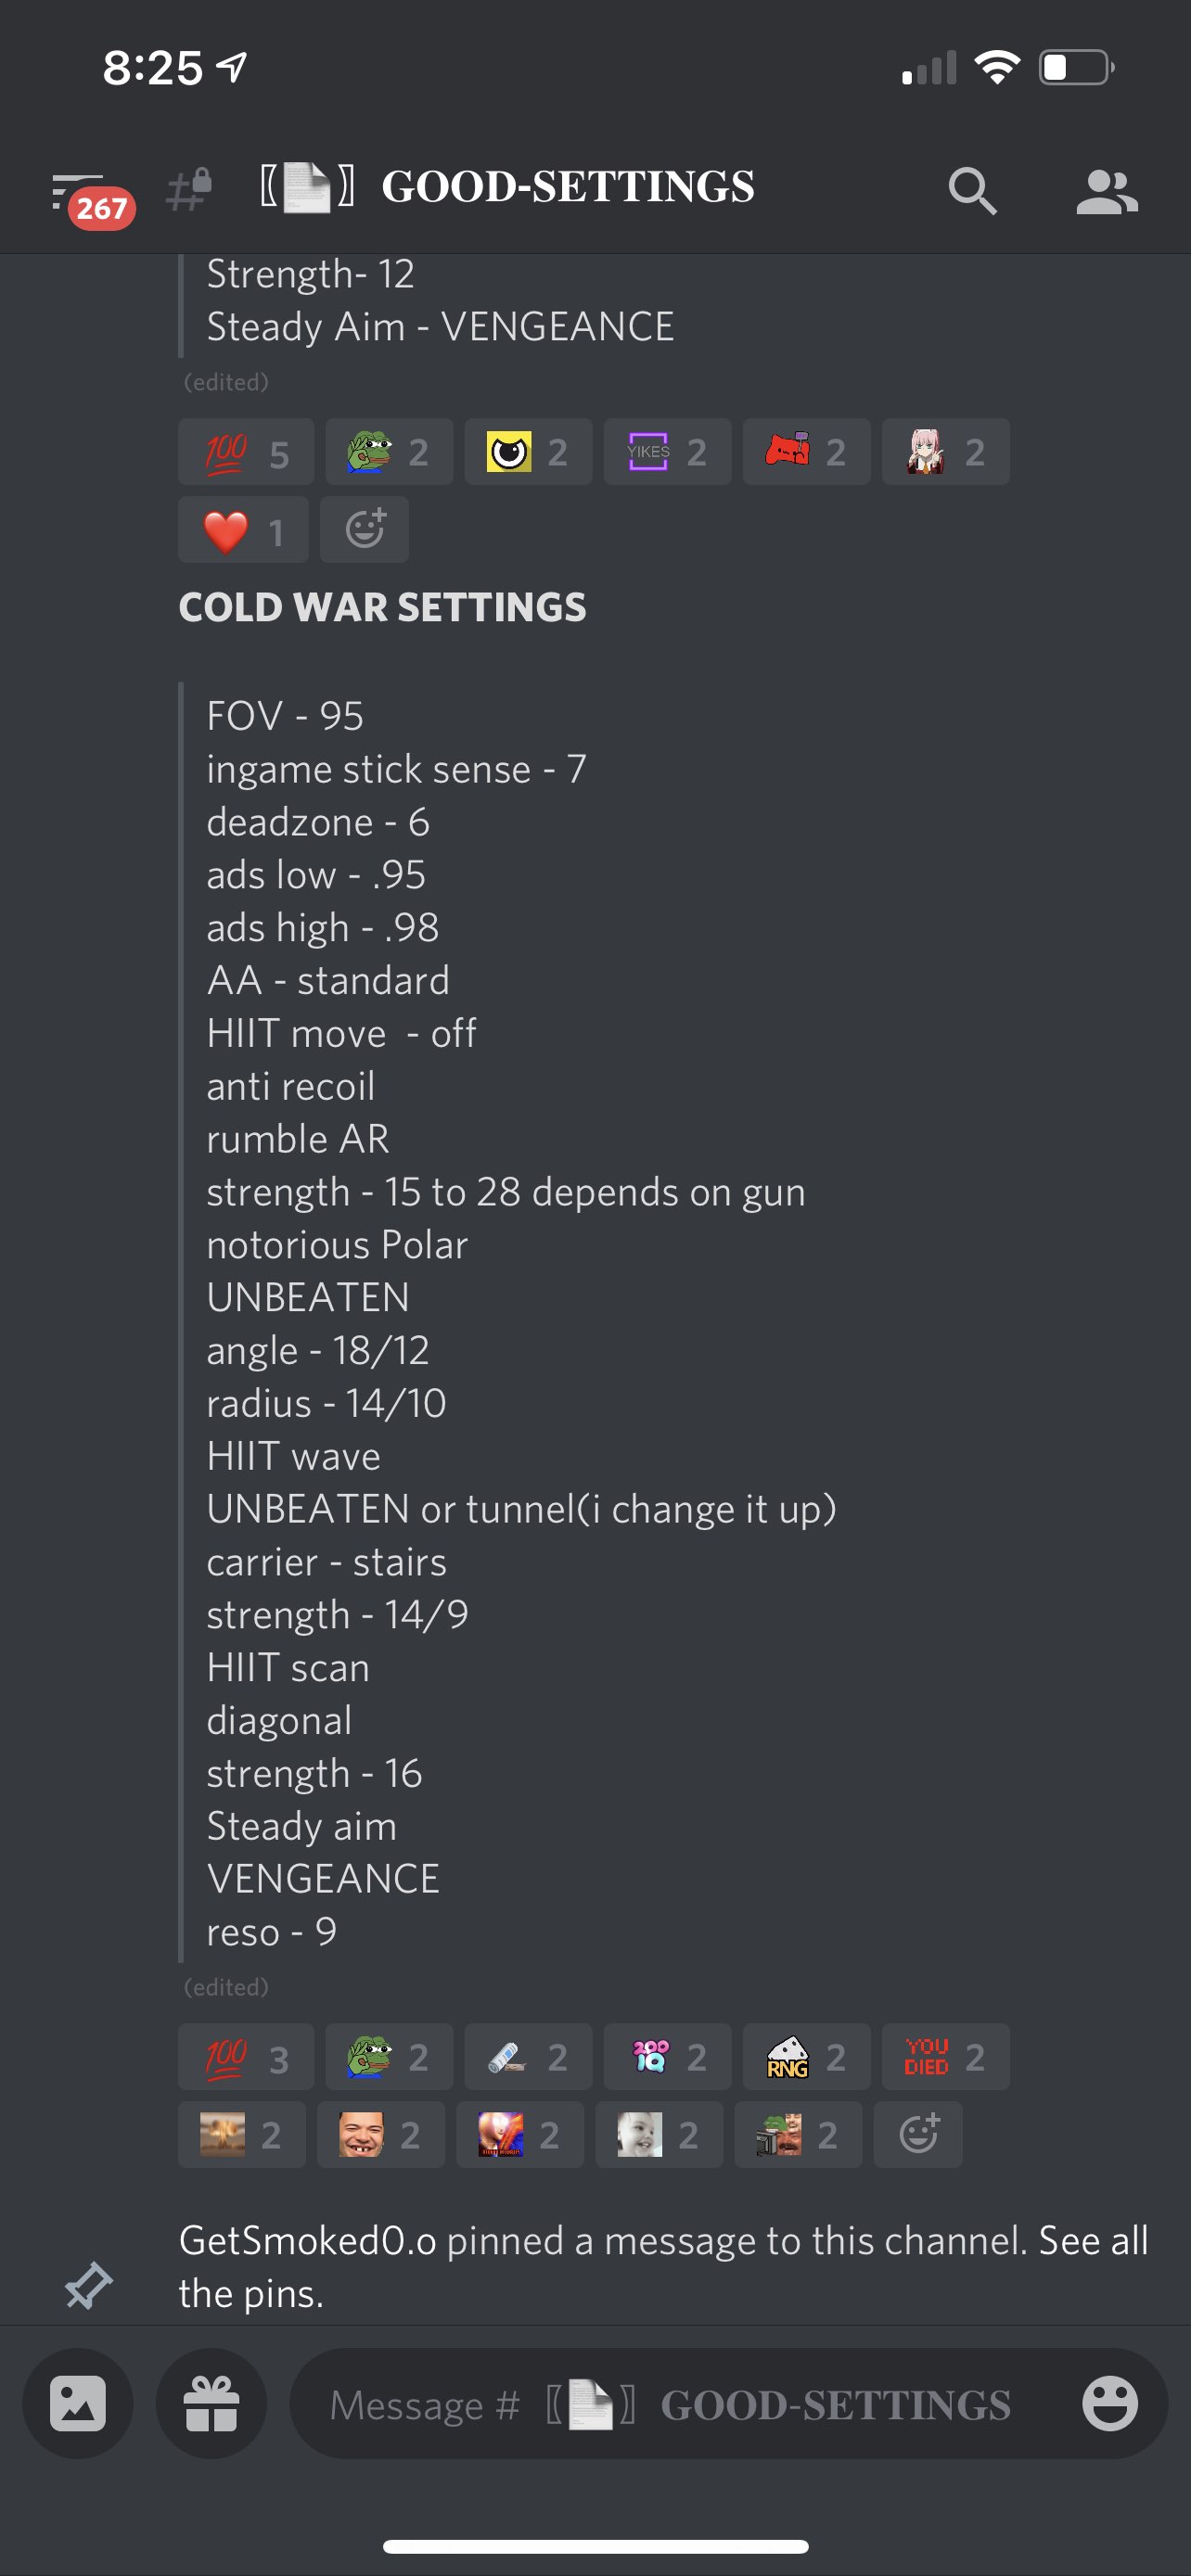 8:25
267
〖📄〗 GOOD-SETTINGS
Strength- 12
Steady Aim - VENGEANCE
(edited)
💯 5 2 2 YIKES 2 2 2
❤️ 1
COLD WAR SETTINGS
FOV - 95
ingame stick sense - 7
deadzone - 6
ads low - .95
ads high - .98
AA - standard
HIIT move  - off
anti recoil
rumble AR
strength - 15 to 28 depends on gun
notorious Polar
UNBEATEN
angle - 18/12
radius - 14/10
HIIT wave
UNBEATEN or tunnel(i change it up)
carrier - stairs
strength - 14/9
HIIT scan
diagonal
strength - 16
Steady aim
VENGEANCE
reso - 9
(edited)
💯 3 2 2 200 IQ 2 RNG 2 YOU DIED 2
2 2 2 2 2
GetSmoked0.o pinned a message to this channel. See all
the pins.
Message # 〖📄〗 GOOD-SETTINGS